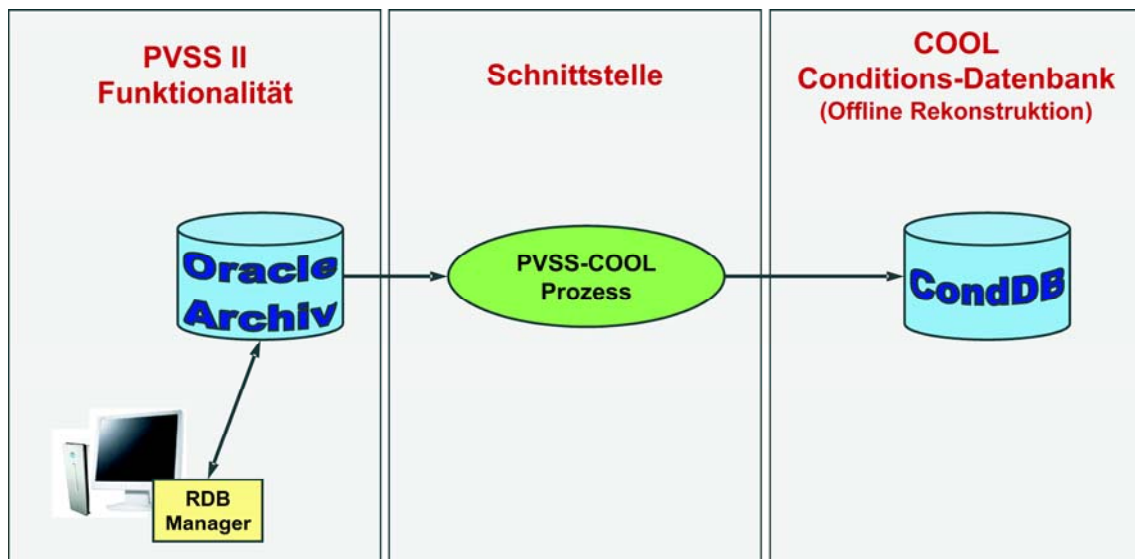 PVSS II
Funktionalität
Oracle
Archiv
RDB
Manager
Schnittstelle
PVSS-COOL
Prozess
COOL
Conditions-Datenbank
(Offline Rekonstruktion)
CondDB